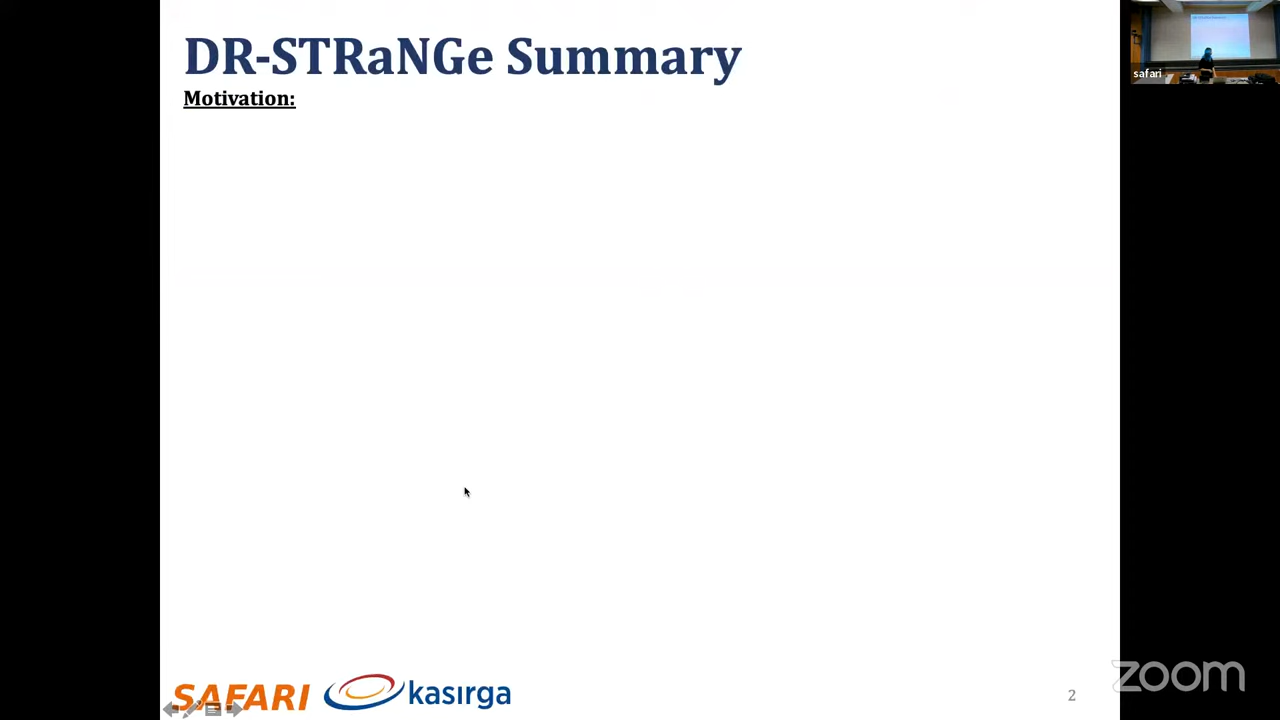 DR-STRaNGe Summary
Motivation:
safari
SAFARI
kasırga
2
zoom